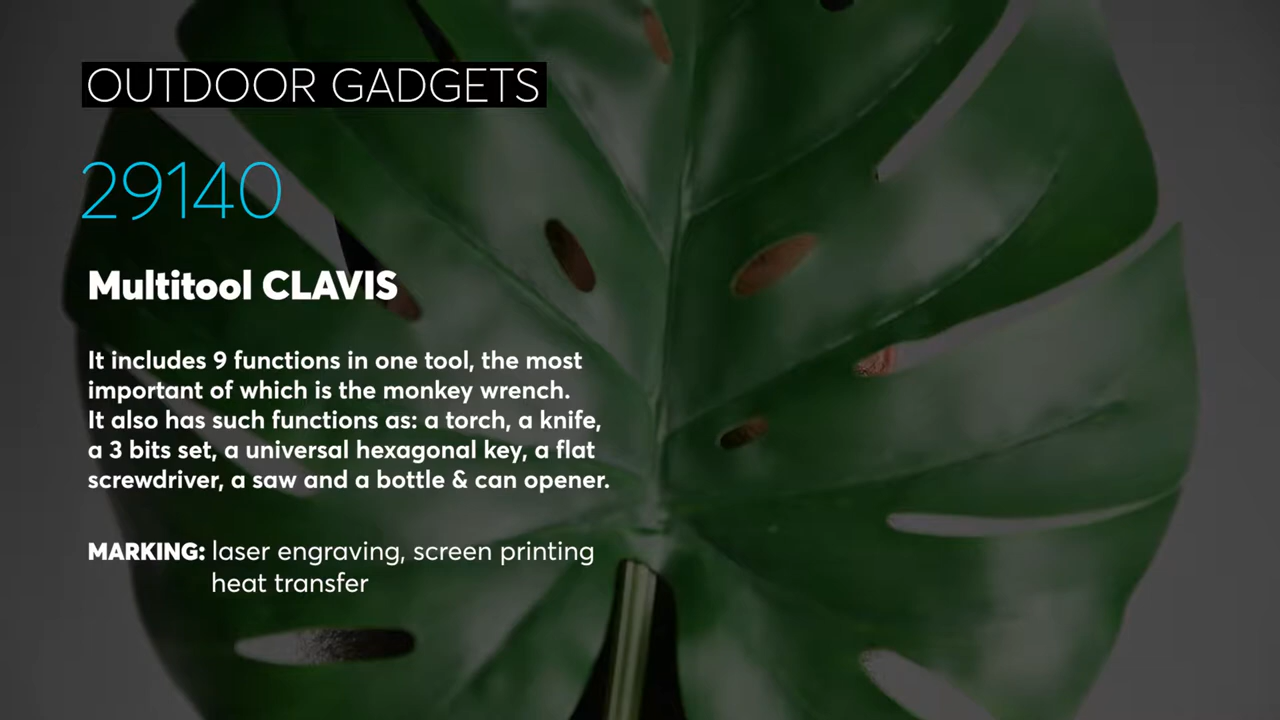 OUTDOOR GADGETS
29140
Multitool CLAVIS
It includes 9 functions in one tool, the most
important of which is the monkey wrench.
It also has such functions as: a torch, a knife,
a 3 bits set, a universal hexagonal key, a flat
screwdriver, a saw and a bottle & can opener.
MARKING: laser engraving, screen printing
heat transfer